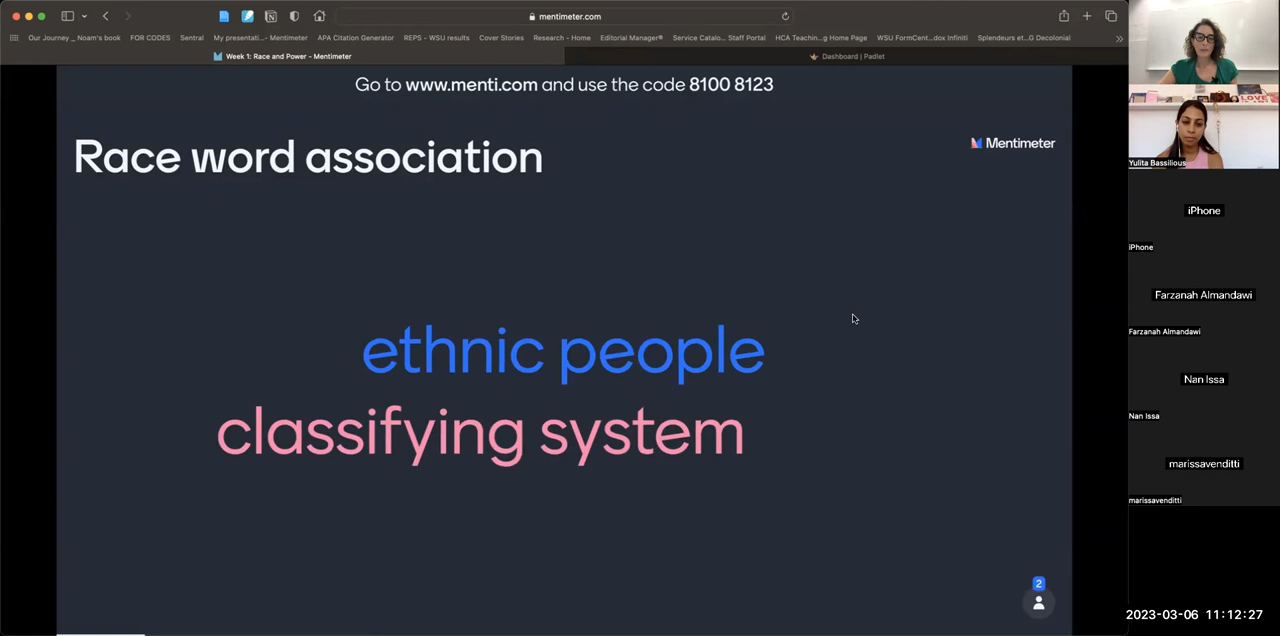 mentimeter.com
Our Journey _ Noam's book
FOR CODES
Sentral
My presentati...- Mentimeter
APA Citation Generator
REPS - WSU results
Cover Stories
Research - Home
Editorial Manager®
Service Catalo... Staff Portal
HCA Teachin...g Home Page
WSU FormCent...dox Infiniti
Splendeurs et...G Decolonial
Week 1: Race and Power - Mentimeter
Dashboard | Padlet
Go to www.menti.com and use the code 8100 8123
Race word association
Mentimeter
ethnic people
classifying system
2
LOVE
Yulita Bassilious
iPhone
iPhone
Farzanah Almandawi
Farzanah Almandawi
Nan Issa
Nan Issa
marissavenditti
marissavenditti
2023-03-06 11:12:27